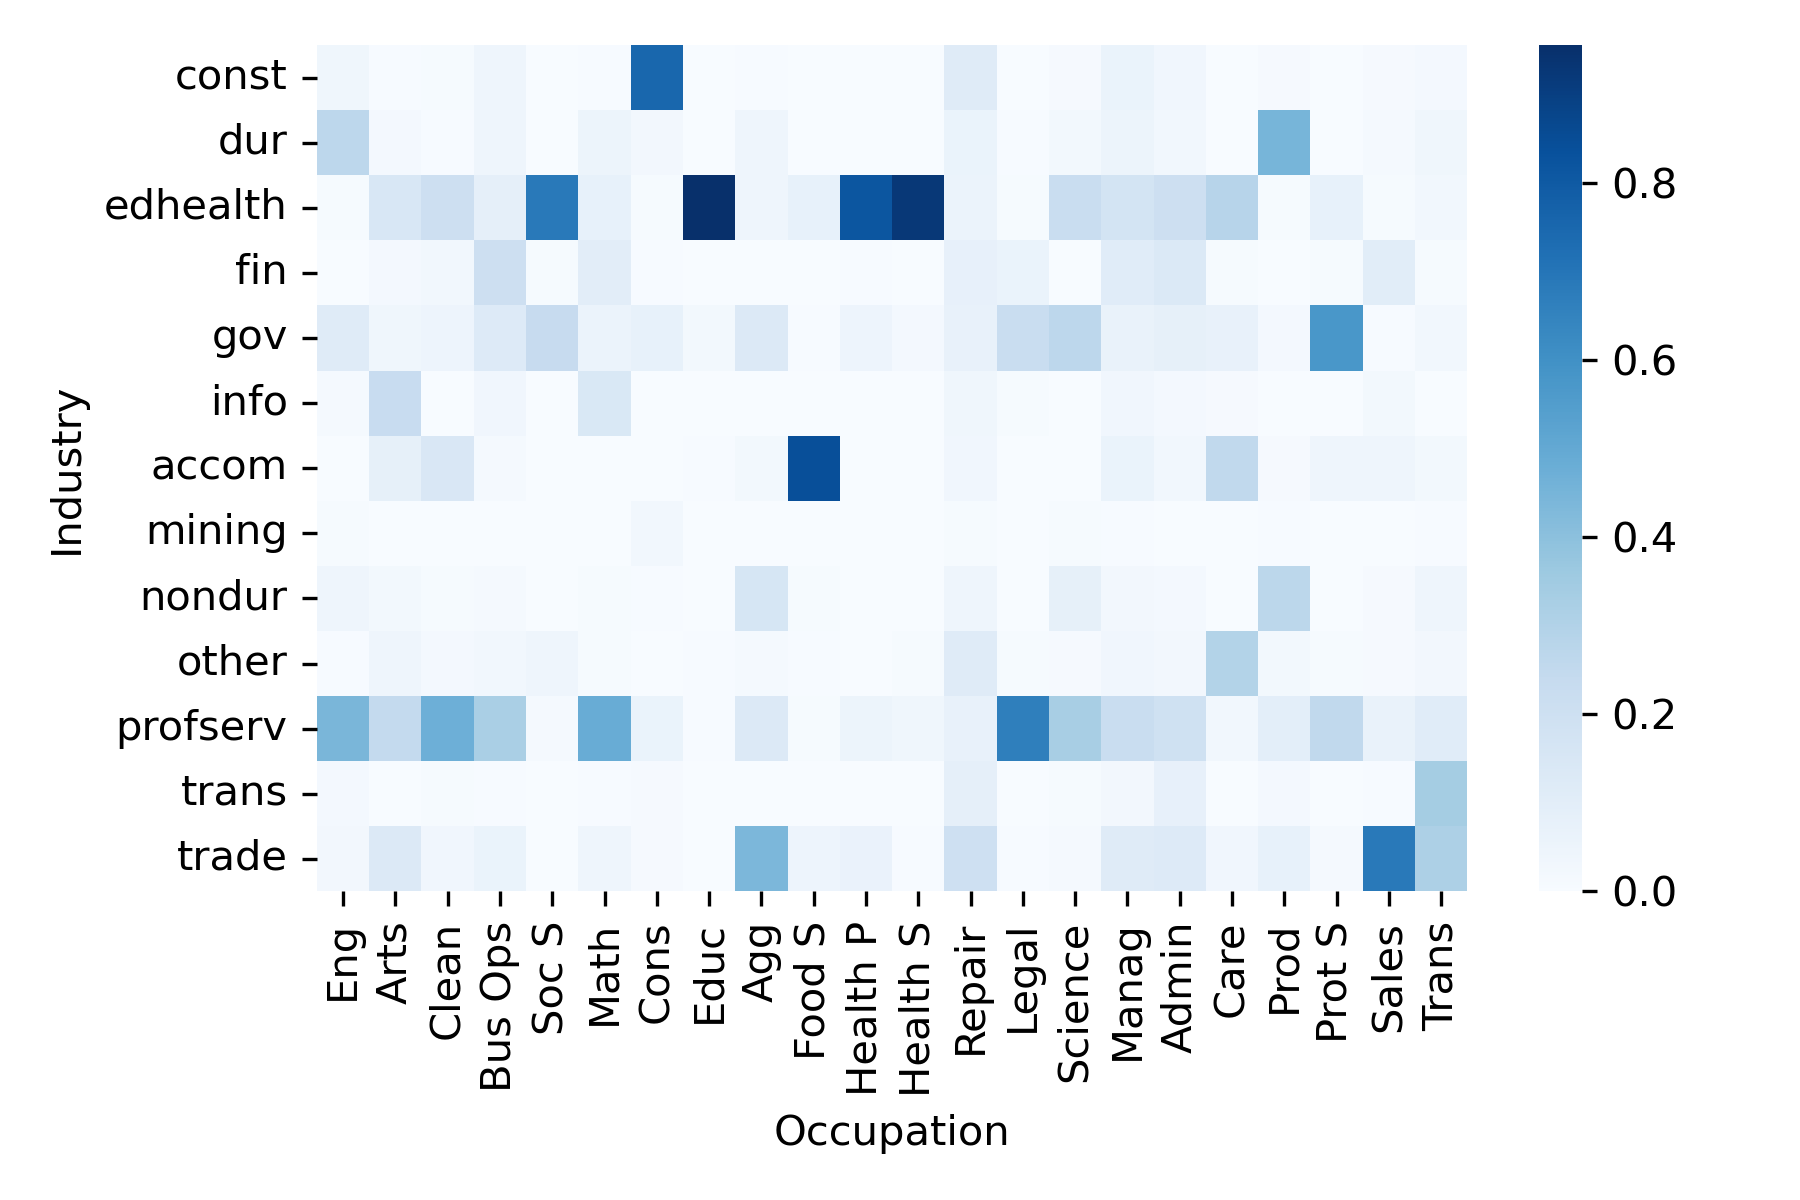 const
dur
edhealth
fin
gov
info
accom
mining
nondur
other
profserv
trans
trade
Industry
Eng
Arts
Clean
Bus Ops
Soc S
Math
Cons
Educ
Agg
Food S
Health P
Health S
Repair
Legal
Science
Manag
Admin
Care
Prod
Prot S
Sales
Trans
Occupation
0.8
0.6
0.4
0.2
0.0